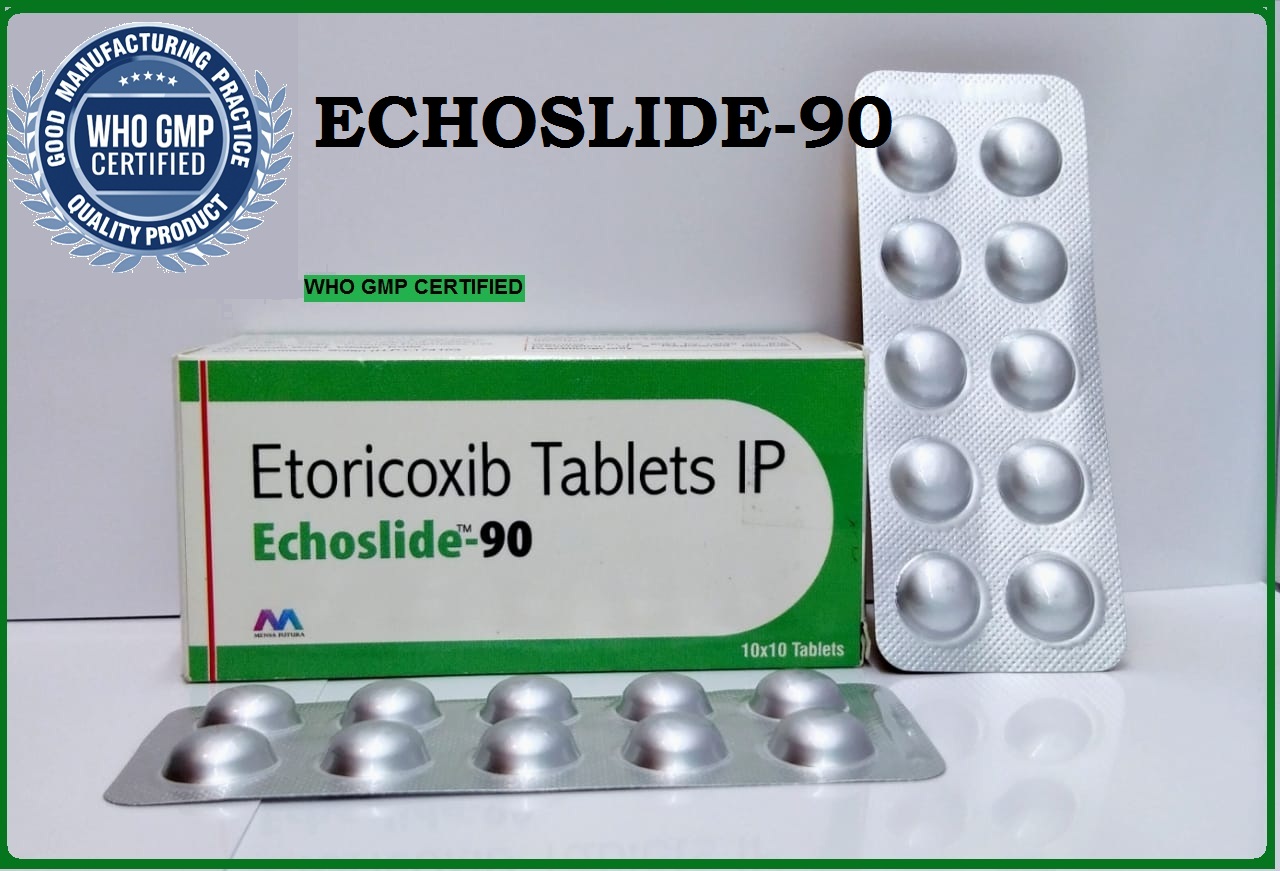 GOOD MANUFACTURING PRACTICE
WHO GMP
CERTIFIED
QUALITY PRODUCT
ECHOSLIDE-90
WHO GMP CERTIFIED
Etoricoxib Tablets IP
Echoslide™-90
MENSA FUTURA
10x10 Tablets